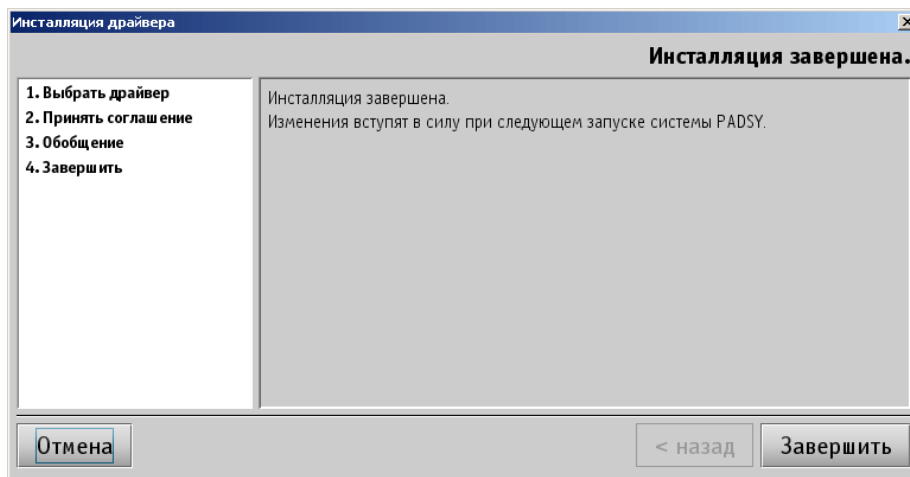 Инсталляция драйвера
Инсталляция завершена.
1. Выбрать драйвер
2. Принять соглашение
3. Обобщение
4. Завершить
Инсталляция завершена.
Изменения вступят в силу при следующем запуске системы PADSY.
Отмена
< назад
Завершить